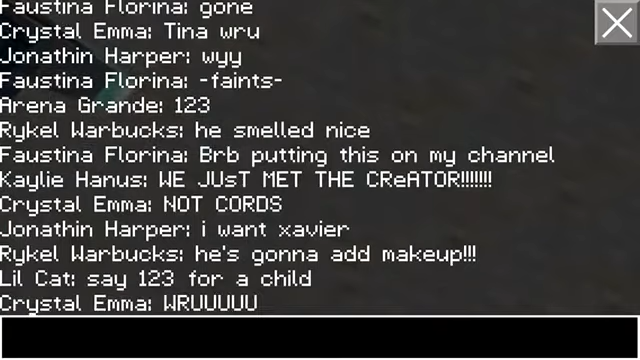 Faustina Florina: gone
Crystal Emma: Tina wru
Jonathin Harper: wyy
Faustina Florina: -faints-
Arena Grande: 123
Rykel Warbucks: he smelled nice
Faustina Florina: Brb putting this on my channel
Kaylie Hanus: WE JUsT MET THE CReATOR!!!!!!!
Crystal Emma: NOT CORDS
Jonathin Harper: i want xavier
Rykel Warbucks: he's gonna add makeup!!!
Lil Cat: say 123 for a child
Crystal Emma: WRUUUUU